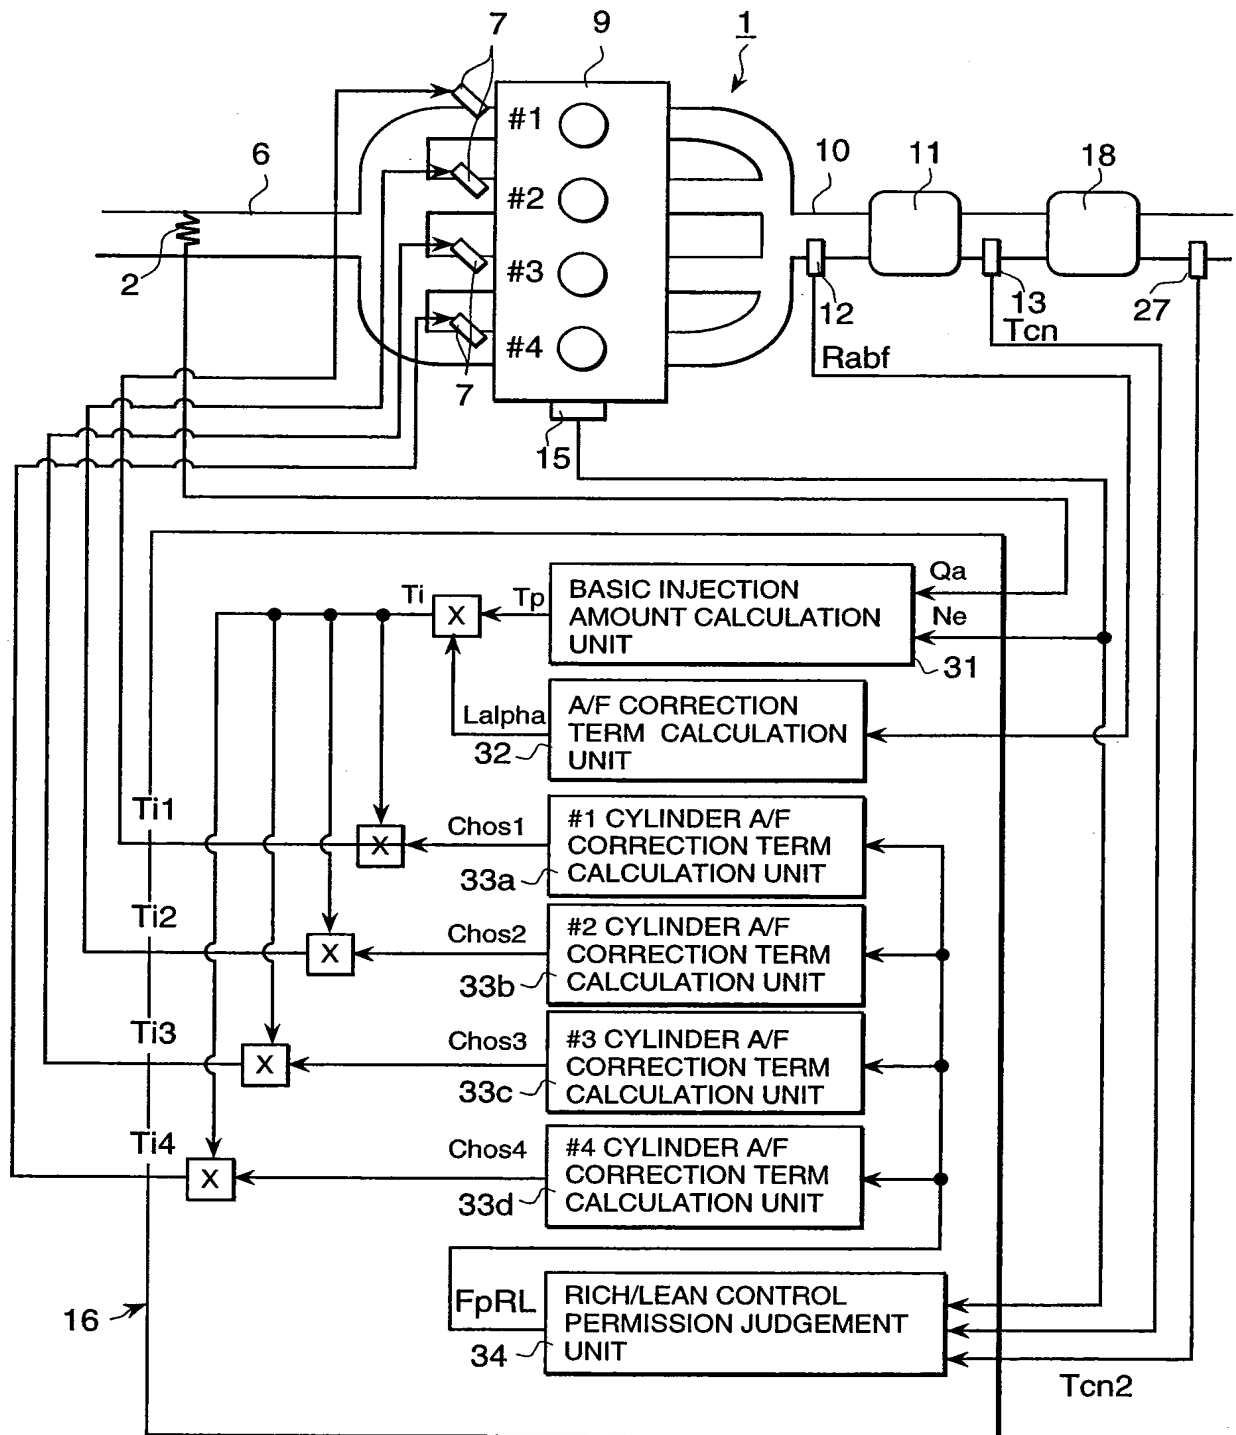 7
9
1
#1
6
10
11
18
#2
2
#3
12
13
27
Tcn
#4
7
Rabf
15
Qa
Ti
Tp
BASIC INJECTION
AMOUNT CALCULATION
UNIT
X
Ne
31
Lalpha
A/F CORRECTION
TERM CALCULATION
UNIT
32
Ti1
Chos1
#1 CYLINDER A/F
CORRECTION TERM
CALCULATION UNIT
X
33a
Ti2
Chos2
#2 CYLINDER A/F
CORRECTION TERM
CALCULATION UNIT
X
33b
Ti3
Chos3
#3 CYLINDER A/F
CORRECTION TERM
CALCULATION UNIT
X
33c
Ti4
Chos4
#4 CYLINDER A/F
CORRECTION TERM
CALCULATION UNIT
X
33d
16
FpRL
RICH/LEAN CONTROL
PERMISSION JUDGEMENT
UNIT
34
Tcn2
7